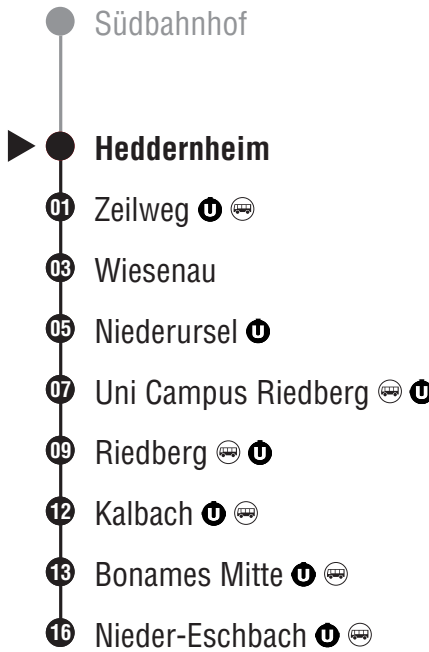 Südbahnhof
Heddernheim
01 Zeilweg U
03 Wiesenau
05 Niederursel U
07 Uni Campus Riedberg U
09 Riedberg U
12 Kalbach U
13 Bonames Mitte U
16 Nieder-Eschbach U